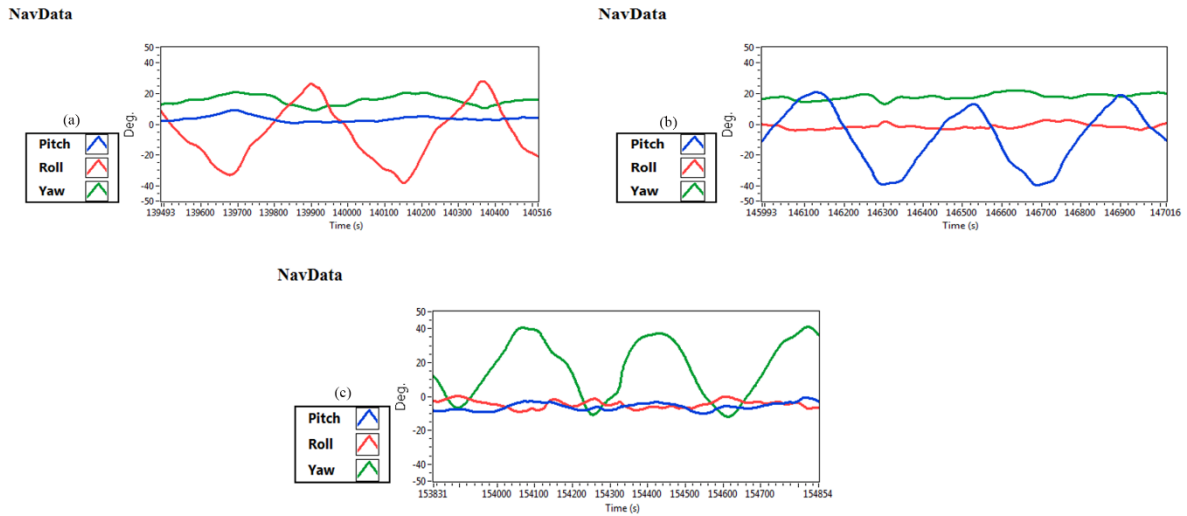 NavData
50
40
20
0
-20
-40
-50
Deg.
139493 139600 139700 139800 139900 140000 140100 140200 140300 140400 140516
Time (s)
(a)
Pitch
Roll
Yaw
NavData
50
40
20
0
-20
-40
-50
Deg.
145993 146100 146200 146300 146400 146500 146600 146700 146800 146900 147016
Time (s)
(b)
Pitch
Roll
Yaw
NavData
50
40
20
0
-20
-40
-50
Deg.
153831 154000 154100 154200 154300 154400 154500 154600 154700 154854
Time (s)
(c)
Pitch
Roll
Yaw